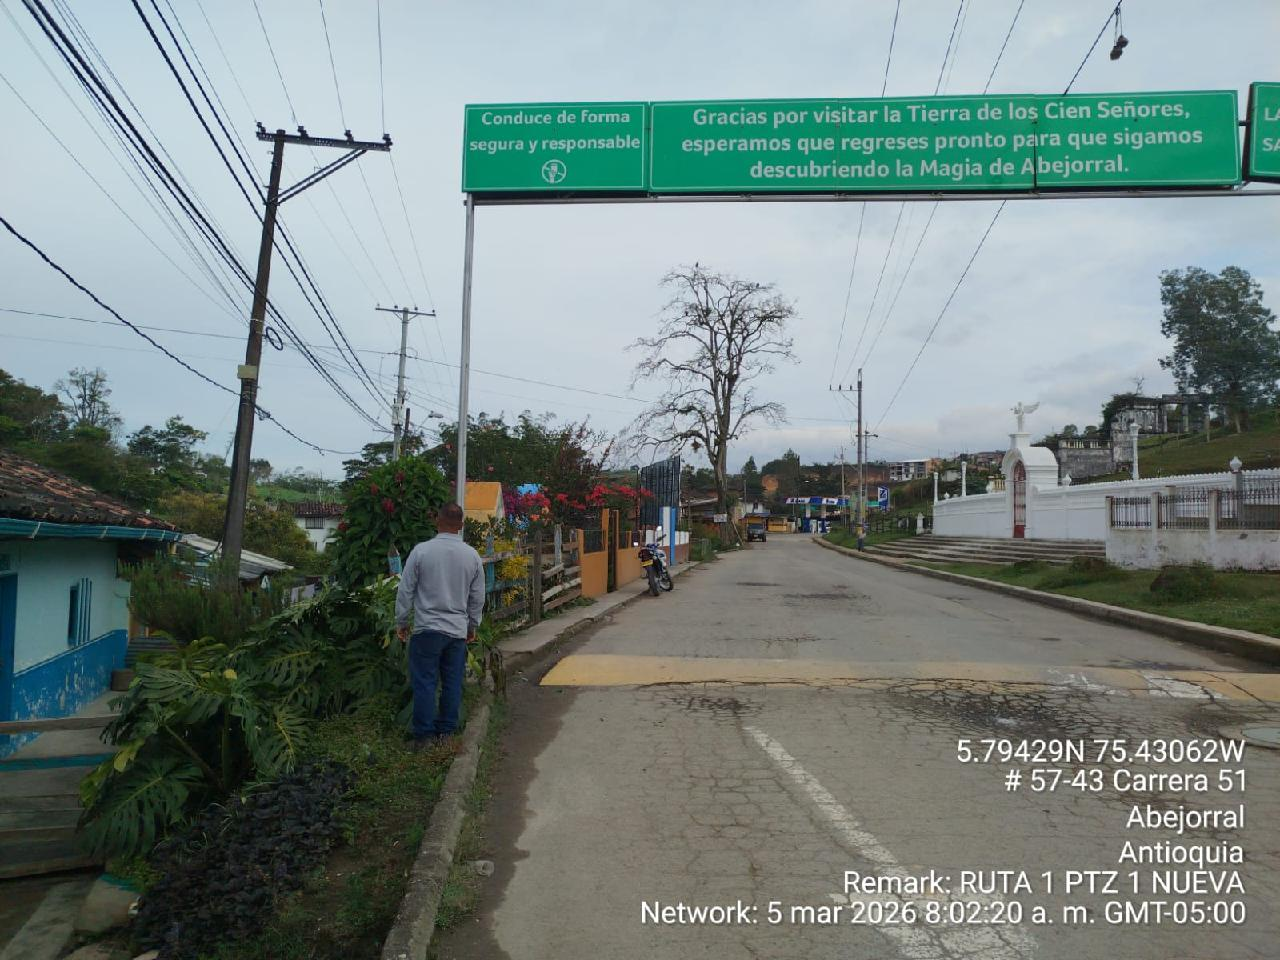 Conduce de forma
segura y responsable
Gracias por visitar la Tierra de los Cien Señores,
esperamos que regreses pronto para que sigamos
descubriendo la Magia de Abejorral.
LA
SA
5.79429N 75.43062W
# 57-43 Carrera 51
Abejorral
Antioquia
Remark: RUTA 1 PTZ 1 NUEVA
Network: 5 mar 2026 8:02:20 a. m. GMT-05:00